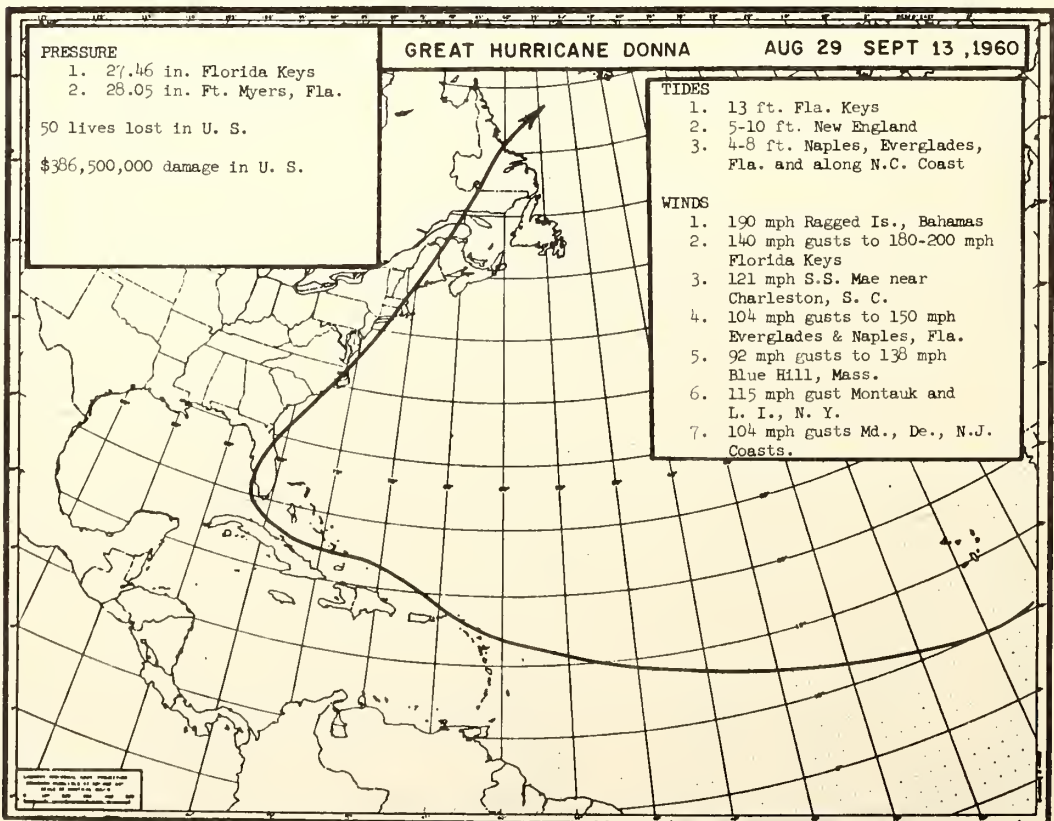 GREAT HURRICANE DONNA AUG 29 SEPT 13 ,1960
PRESSURE
1. 27.46 in. Florida Keys
2. 28.05 in. Ft. Myers, Fla.
50 lives lost in U. S.
$386,500,000 damage in U. S.
TIDES
1. 13 ft. Fla. Keys
2. 5-10 ft. New England
3. 4-8 ft. Naples, Everglades,
Fla. and along N.C. Coast
WINDS
1. 190 mph Ragged Is., Bahamas
2. 140 mph gusts to 180-200 mph
Florida Keys
3. 121 mph S.S. Mae near
Charleston, S. C.
4. 104 mph gusts to 150 mph
Everglades & Naples, Fla.
5. 92 mph gusts to 138 mph
Blue Hill, Mass.
6. 115 mph gust Montauk and
L. I., N. Y.
7. 104 mph gusts Md., De., N.J.
Coasts.